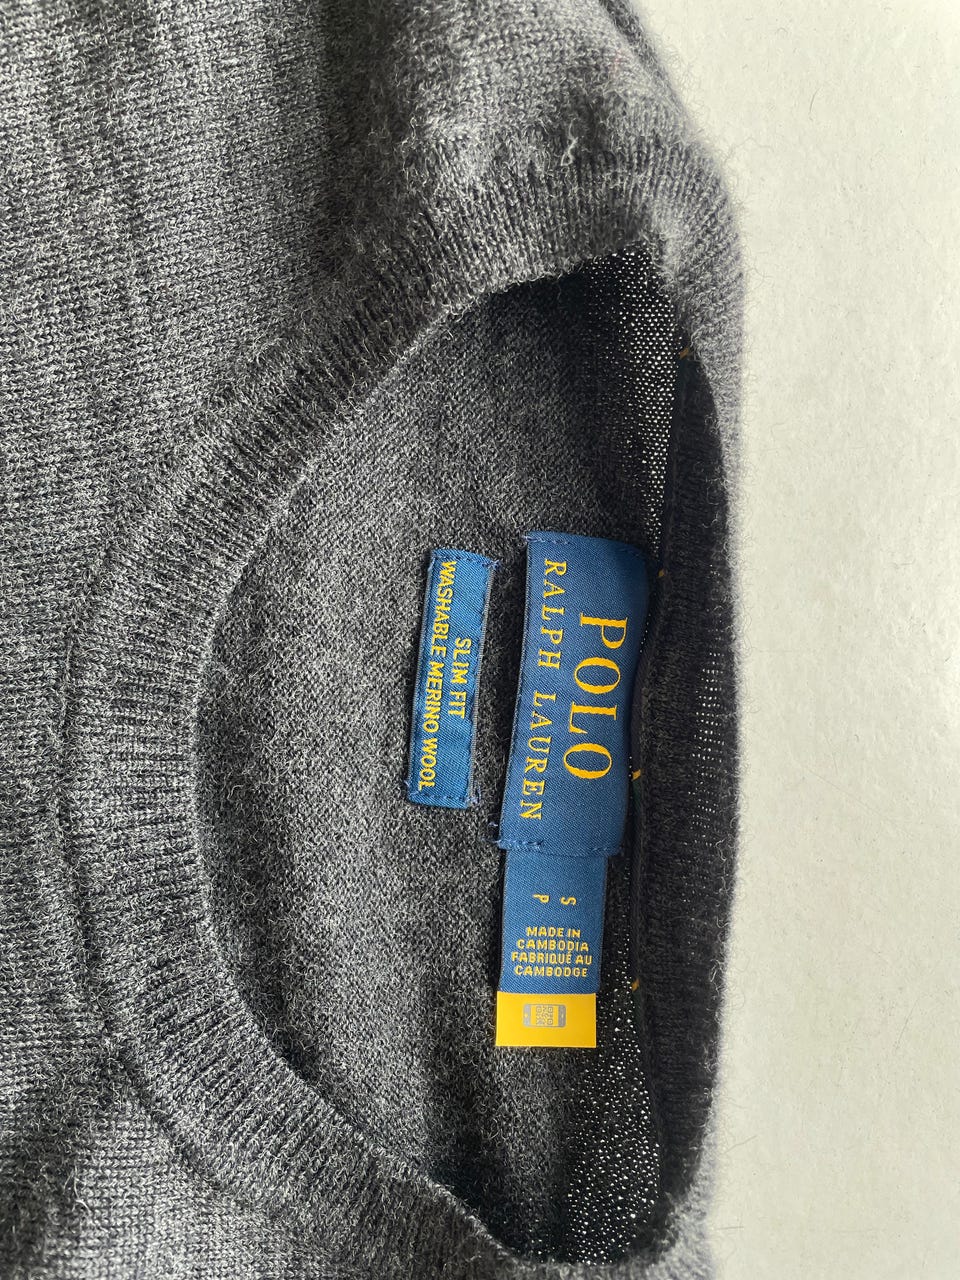 POLO
RALPH LAUREN
SLIM FIT
WASHABLE MERINO WOOL
S
P
MADE IN
CAMBODIA
FABRIQUÉ AU
CAMBODGE